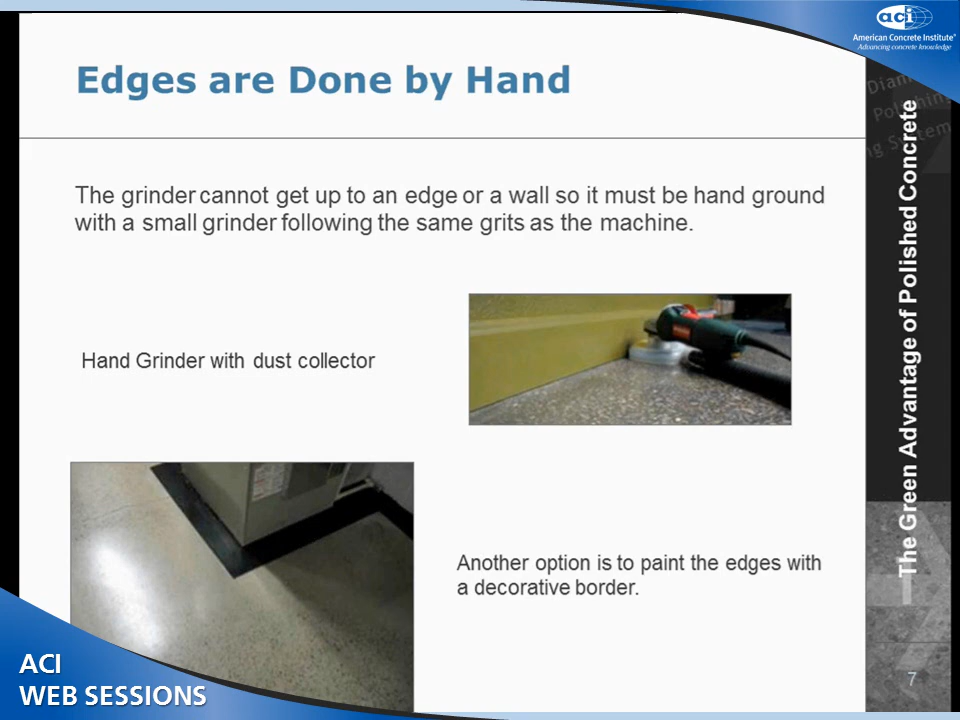 aci
American Concrete Institute®
Advancing concrete knowledge
Edges are Done by Hand
The grinder cannot get up to an edge or a wall so it must be hand ground
with a small grinder following the same grits as the machine.
Hand Grinder with dust collector
Another option is to paint the edges with
a decorative border.
The Green Advantage of Polished Concrete
7
ACI
WEB SESSIONS